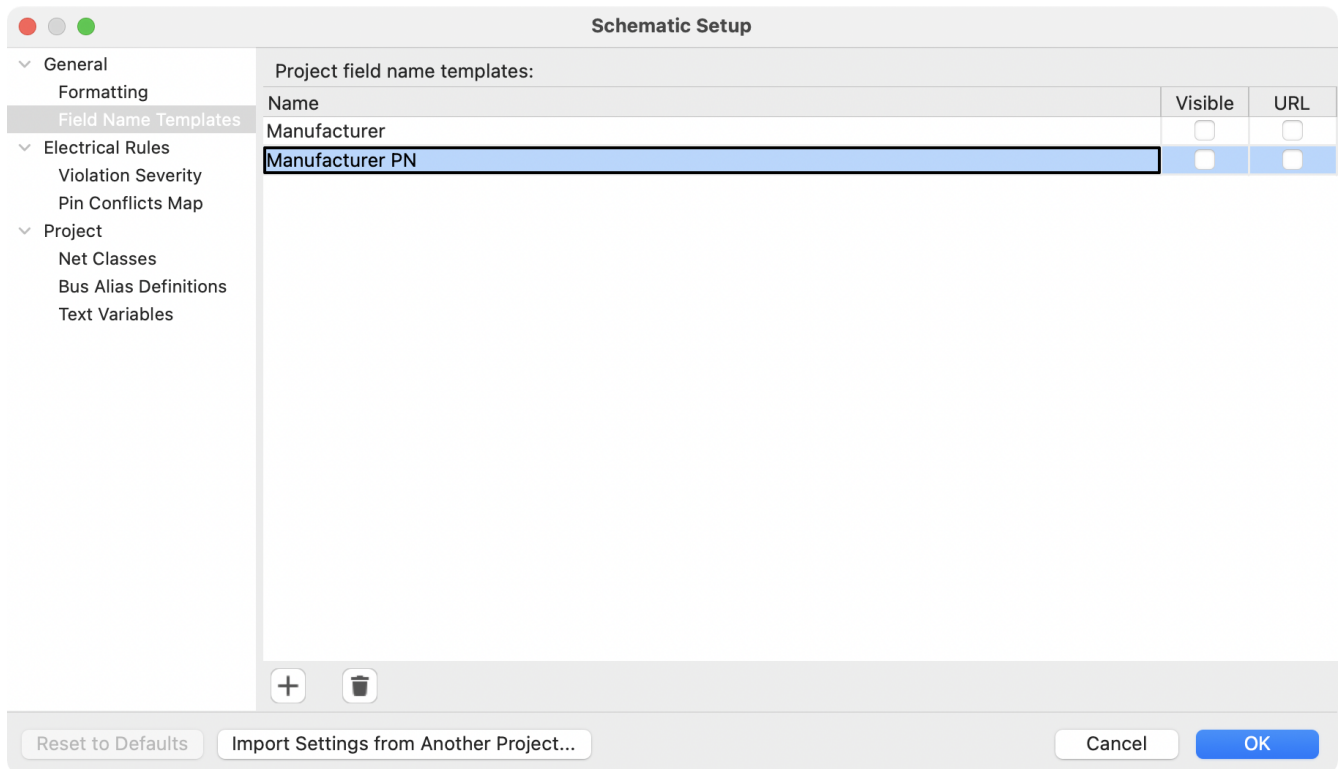 Schematic Setup
General
Formatting
Field Name Templates
Electrical Rules
Violation Severity
Pin Conflicts Map
Project
Net Classes
Bus Alias Definitions
Text Variables
Project field name templates:
Name Visible URL
Manufacturer
Manufacturer PN
Reset to Defaults Import Settings from Another Project... Cancel OK